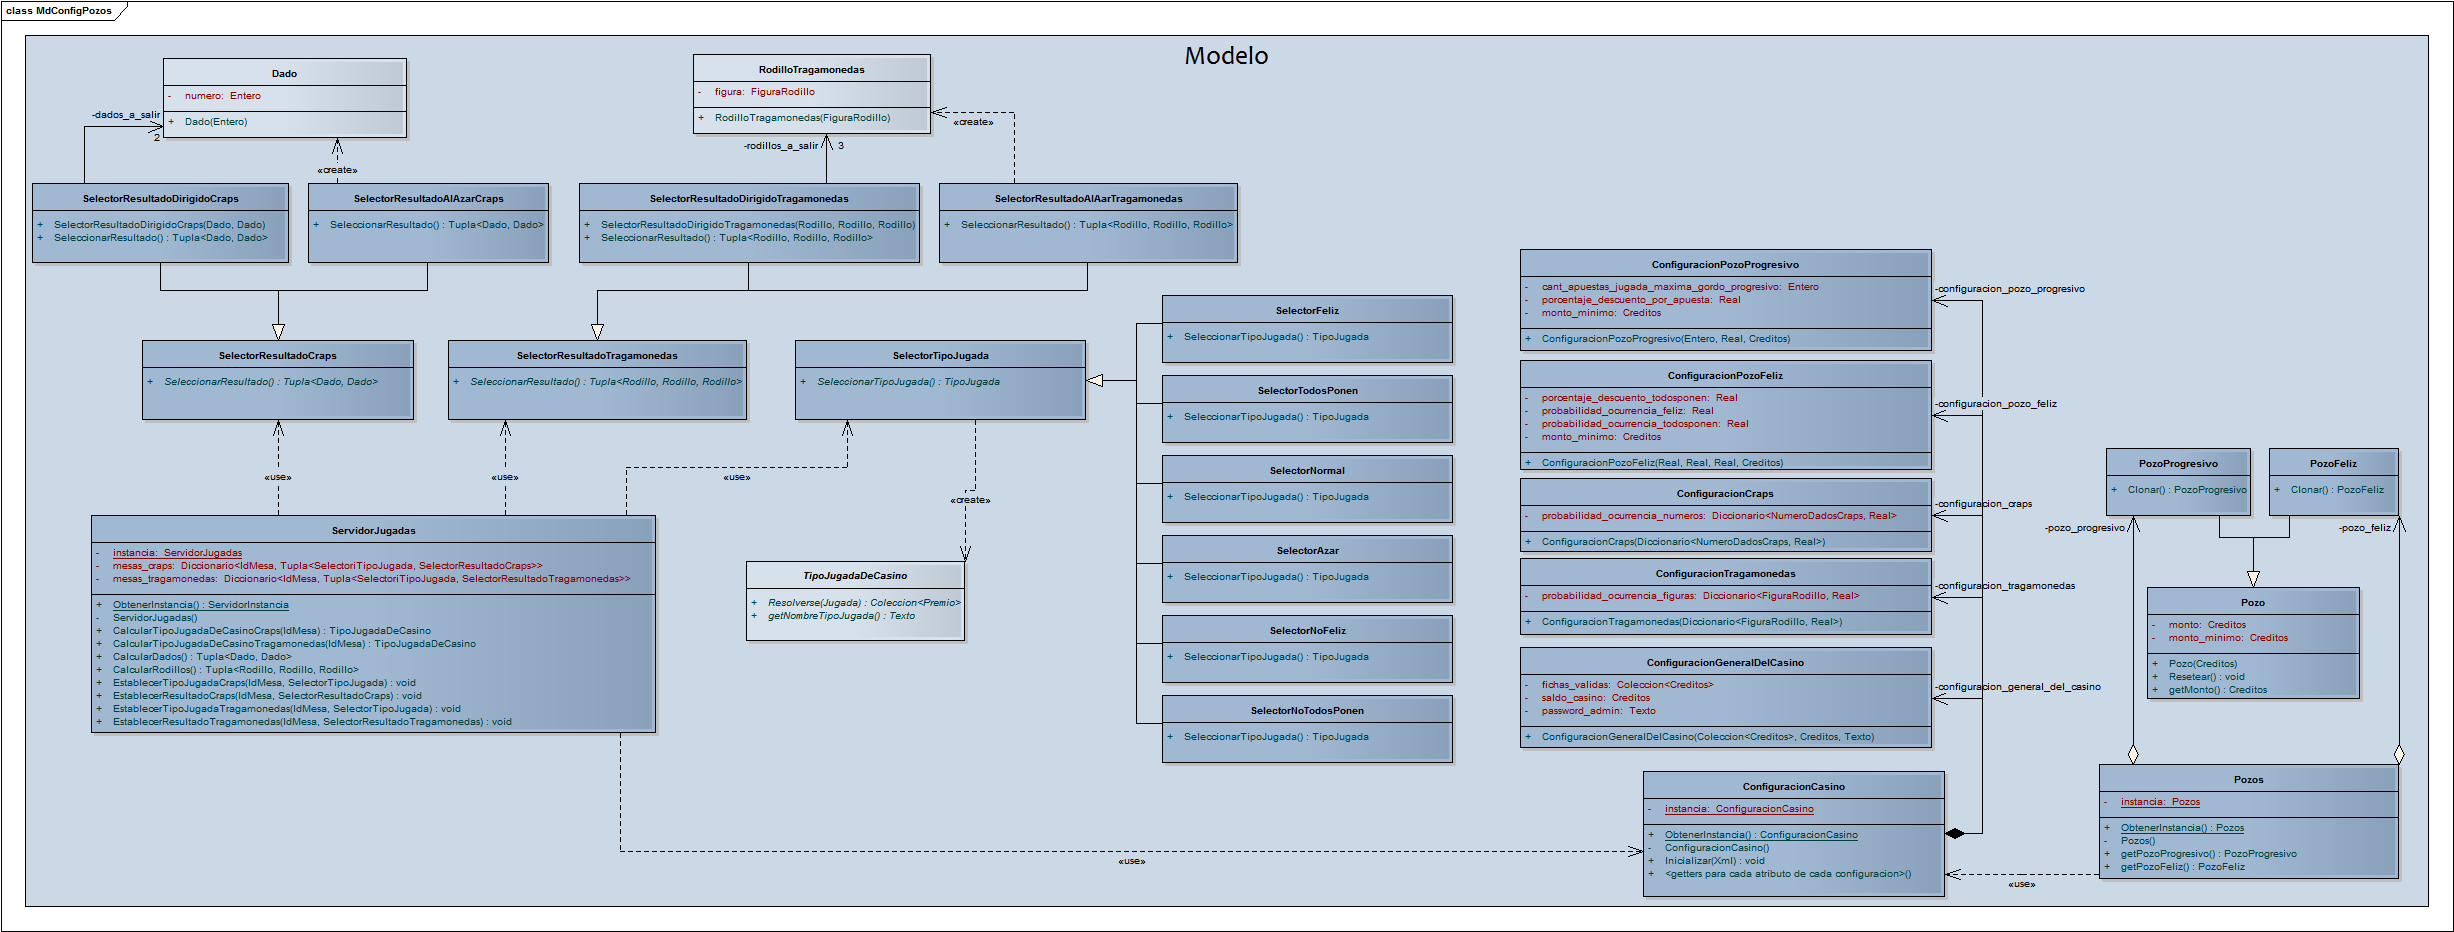 class MdConfigPozos
Modelo
Dado
- numero: Entero
+ Dado(Entero)
-dados_a_salir
2
«create»
RodilloTragamonedas
- figura: FiguraRodillo
+ RodilloTragamonedas(FiguraRodillo)
-rodillos_a_salir 3
«create»
SelectorResultadoDirigidoCraps
+ SelectorResultadoDirigidoCraps(Dado, Dado)
+ SeleccionarResultado() : Tupla<Dado, Dado>
SelectorResultadoAlAzarCraps
+ SeleccionarResultado() : Tupla<Dado, Dado>
SelectorResultadoDirigidoTragamonedas
+ SelectorResultadoDirigidoTragamonedas(Rodillo, Rodillo, Rodillo)
+ SeleccionarResultado() : Tupla<Rodillo, Rodillo, Rodillo>
SelectorResultadoAlAarTragamonedas
+ SeleccionarResultado() : Tupla<Rodillo, Rodillo, Rodillo>
SelectorResultadoCraps
+ SeleccionarResultado() : Tupla<Dado, Dado>
SelectorResultadoTragamonedas
+ SeleccionarResultado() : Tupla<Rodillo, Rodillo, Rodillo>
SelectorTipoJugada
+ SeleccionarTipoJugada() : TipoJugada
«use»
«use»
«use»
«create»
SelectorFeliz
+ SeleccionarTipoJugada() : TipoJugada
SelectorTodosPonen
+ SeleccionarTipoJugada() : TipoJugada
SelectorNormal
+ SeleccionarTipoJugada() : TipoJugada
SelectorAzar
+ SeleccionarTipoJugada() : TipoJugada
SelectorNoFeliz
+ SeleccionarTipoJugada() : TipoJugada
SelectorNoTodosPonen
+ SeleccionarTipoJugada() : TipoJugada
ServidorJugadas
- instancia: ServidorJugadas
- mesas_craps: Diccionario<IdMesa, Tupla<SelectoriTipoJugada, SelectorResultadoCraps>>
- mesas_tragamonedas: Diccionario<IdMesa, Tupla<SelectoriTipoJugada, SelectorResultadoTragamonedas>>
+ ObtenerInstancia() : ServidorInstancia
- ServidorJugadas()
+ CalcularTipoJugadaDeCasinoCraps(IdMesa) : TipoJugadaDeCasino
+ CalcularTipoJugadaDeCasinoTragamonedas(IdMesa) : TipoJugadaDeCasino
+ CalcularDados() : Tupla<Dado, Dado>
+ CalcularRodillos() : Tupla<Rodillo, Rodillo, Rodillo>
+ EstablecerTipoJugadaCraps(IdMesa, SelectorTipoJugada) : void
+ EstablecerResultadoCraps(IdMesa, SelectorResultadoCraps) : void
+ EstablecerTipoJugadaTragamonedas(IdMesa, SelectorTipoJugada) : void
+ EstablecerResultadoTragamonedas(IdMesa, SelectorResultadoTragamonedas) : void
TipoJugadaDeCasino
+ Resolverse(Jugada) : Coleccion<Premio>
+ getNombreTipoJugada() : Texto
ConfiguracionPozoProgresivo
- cant_apuestas_jugada_maxima_gordo_progresivo: Entero
- porcentaje_descuento_por_apuesta: Real
- monto_minimo: Creditos
+ ConfiguracionPozoProgresivo(Entero, Real, Creditos)
-configuracion_pozo_progresivo
ConfiguracionPozoFeliz
- porcentaje_descuento_todosponen: Real
- probabilidad_ocurrencia_feliz: Real
- probabilidad_ocurrencia_todosponen: Real
- monto_minimo: Creditos
+ ConfiguracionPozoFeliz(Real, Real, Real, Creditos)
-configuracion_pozo_feliz
ConfiguracionCraps
- probabilidad_ocurrencia_numeros: Diccionario<NumeroDadosCraps, Real>
+ ConfiguracionCraps(Diccionario<NumeroDadosCraps, Real>)
-configuracion_craps
ConfiguracionTragamonedas
- probabilidad_ocurrencia_figuras: Diccionario<FiguraRodillo, Real>
+ ConfiguracionTragamonedas(Diccionario<FiguraRodillo, Real>)
-configuracion_tragamonedas
ConfiguracionGeneralDelCasino
- fichas_validas: Coleccion<Creditos>
- saldo_casino: Creditos
- password_admin: Texto
+ ConfiguracionGeneralDelCasino(Coleccion<Creditos>, Creditos, Texto)
-configuracion_general_del_casino
ConfiguracionCasino
- instancia: ConfiguracionCasino
+ ObtenerInstancia() : ConfiguracionCasino
- ConfiguracionCasino()
+ Inicializar(Xml) : void
+ <getters para cada atributo de cada configuracion>()
«use»
PozoProgresivo
+ Clonar() : PozoProgresivo
PozoFeliz
+ Clonar() : PozoFeliz
-pozo_progresivo
-pozo_feliz
Pozo
- monto: Creditos
- monto_minimo: Creditos
+ Pozo(Creditos)
+ Resetear() : void
+ getMonto() : Creditos
Pozos
- instancia: Pozos
+ ObtenerInstancia() : Pozos
- Pozos()
+ getPozoProgresivo() : PozoProgresivo
+ getPozoFeliz() : PozoFeliz
«use»